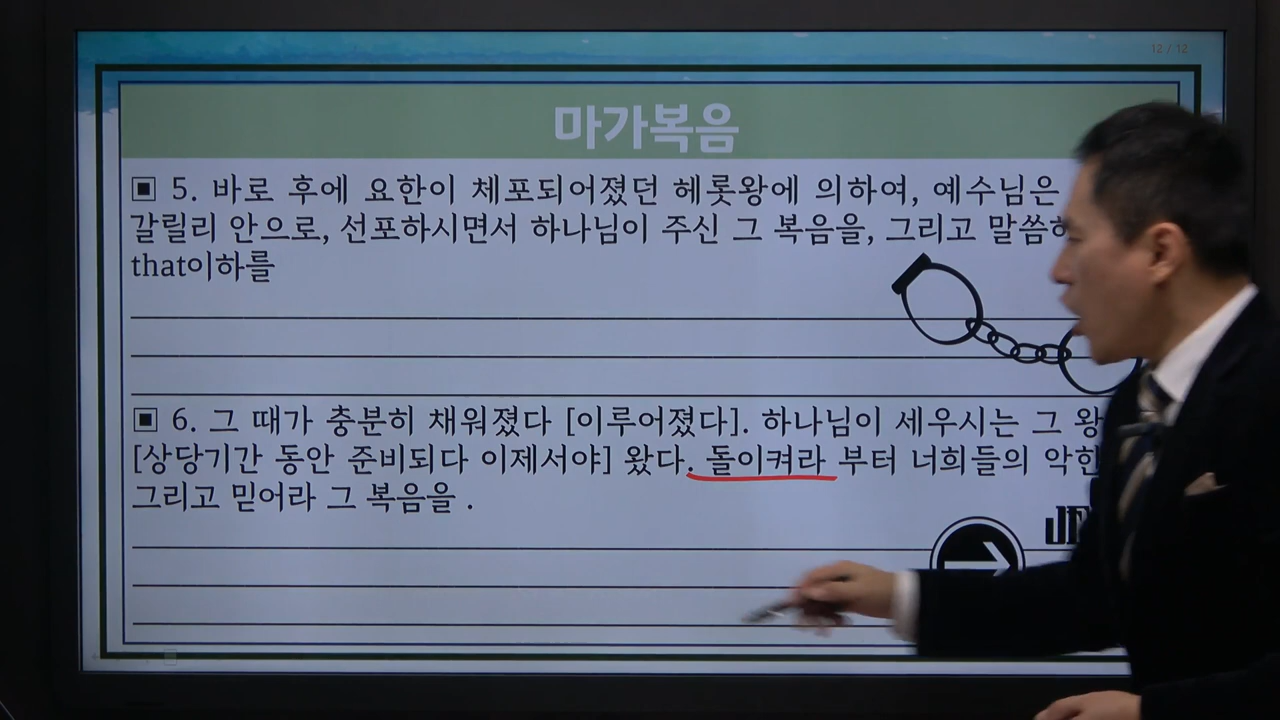 12 / 12
마가복음
▣ 5. 바로 후에 요한이 체포되어졌던 헤롯왕에 의하여, 예수님은
갈릴리 안으로, 선포하시면서 하나님이 주신 그 복음을, 그리고
that이하를
▣ 6. 그 때가 충분히 채워졌다 [이루어졌다]. 하나님이 세우시는 그 왕
[상당기간 동안 준비되다 이제서야] 왔다. 돌이켜라 부터 너희들의 악한
그리고 믿어라 그 복음을 .